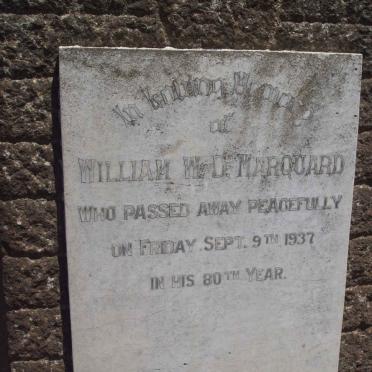 In Loving Memory
of
WILLIAM W. D. MARQUARD
WHO PASSED AWAY PEACEFULLY
ON FRIDAY. SEPT. 9TH 1937
IN HIS 80TH YEAR.